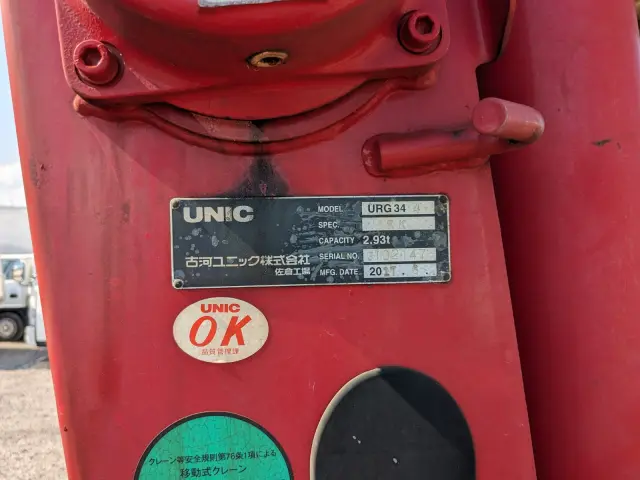 UNIC
MODEL URG34
SPEC.
CAPACITY 2.93t
古河ユニック株式会社
佐倉工場
SERIAL NO.
MFG. DATE 2017.
UNIC
OK
クレーン等安全規則第76条1項による
移動式クレーン